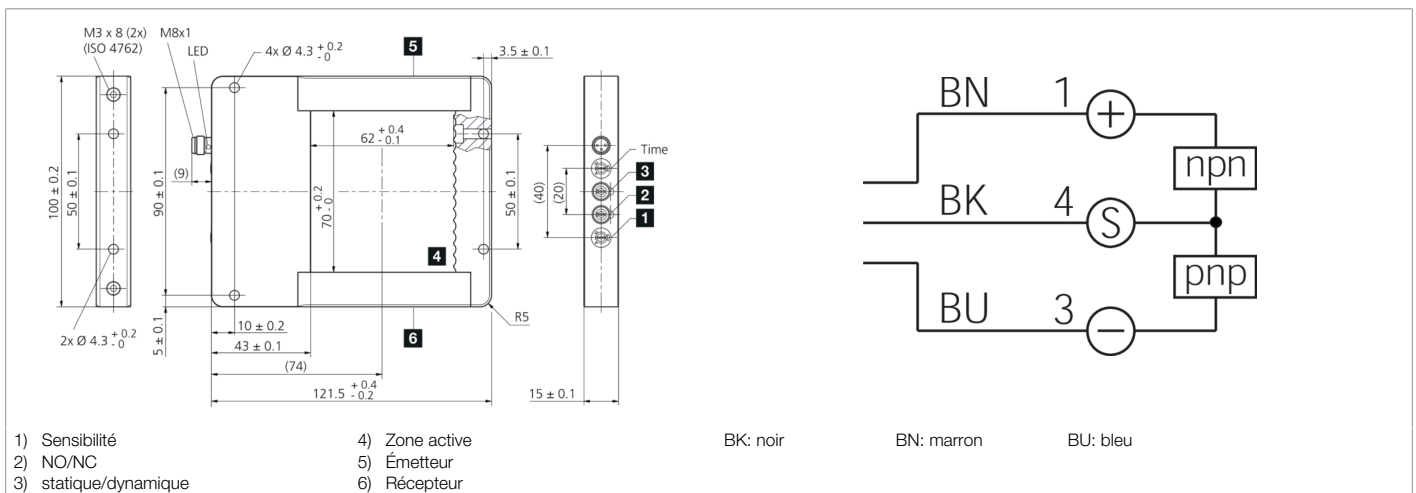 M3 x 8 (2x)
(ISO 4762)
M8x1
LED
4x Ø 4.3 + 0.2 - 0
5
3.5 ± 0.1
62 + 0.4 - 0.1
(9)
100 ± 0.2
50 ± 0.1
90 ± 0.1
70 + 0.2 - 0
50 ± 0.1
4
(40)
(20)
Time
3
2
1
2x Ø 4.3 + 0.2 - 0
5 ± 0.1
10 ± 0.2
43 ± 0.1
(74)
121.5 + 0.4 - 0.2
6
R5
15 ± 0.1
BN 1 +
npn
BK 4 S
pnp
BU 3 −
1) Sensibilité
2) NO/NC
3) statique/dynamique
4) Zone active
5) Émetteur
6) Récepteur
BK: noir BN: marron BU: bleu